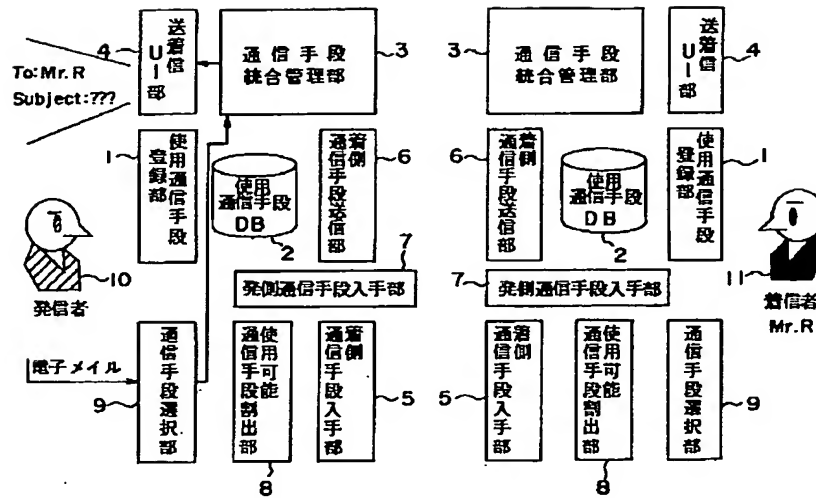 4
送着信
UI部
通信手段
統合管理部
3
To:Mr.R
Subject:???
1
使用通信手段
登録部
使用
通信手段
DB
2
着側
通信手段送信部
6
7
発側通信手段入手部
10
発信者
電子メイル
通信手段選択部
9
使用可能
通信手段割出部
8
着側
通信手段入手部
5
3
通信手段
統合管理部
送着信
UI部
4
6
着側
通信手段送信部
使用
通信手段
DB
2
使用通信手段
登録部
1
7
発側通信手段入手部
11
着信者
Mr.R
5
着側
通信手段入手部
使用可能
通信手段割出部
8
通信手段選択部
9